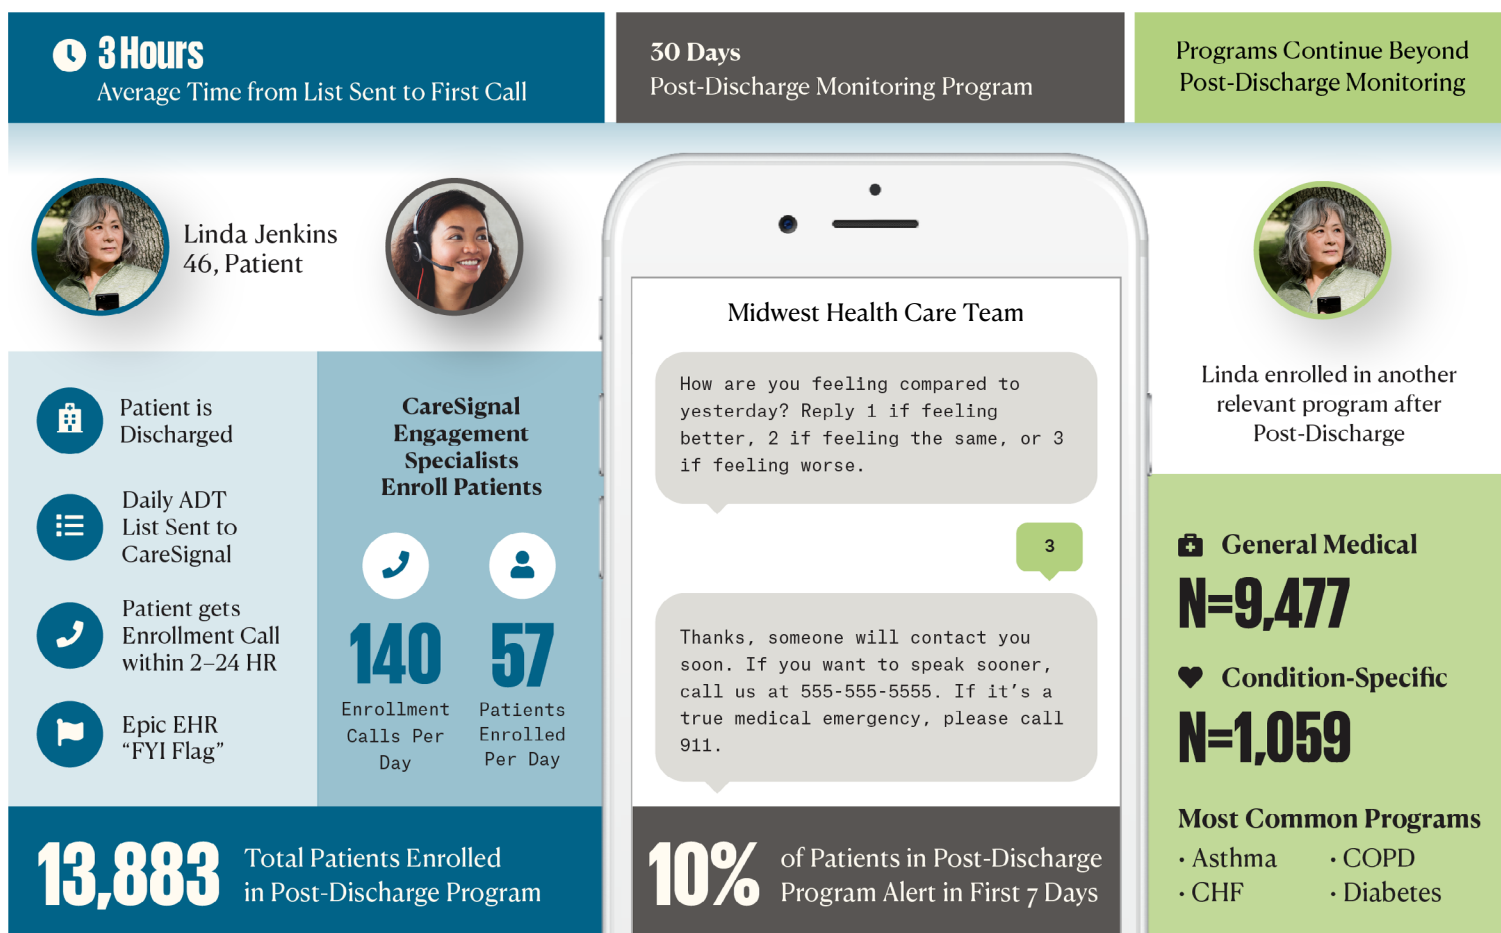 3 Hours
Average Time from List Sent to First Call
30 Days
Post-Discharge Monitoring Program
Programs Continue Beyond
Post-Discharge Monitoring
Linda Jenkins
46, Patient
Patient is
Discharged
Daily ADT
List Sent to
CareSignal
Patient gets
Enrollment Call
within 2–24 HR
Epic EHR
“FYI Flag”
CareSignal
Engagement
Specialists
Enroll Patients
140
Enrollment
Calls Per
Day
57
Patients
Enrolled
Per Day
13,883
Total Patients Enrolled
in Post-Discharge Program
Midwest Health Care Team
How are you feeling compared to
yesterday? Reply 1 if feeling
better, 2 if feeling the same, or 3
if feeling worse.
3
Thanks, someone will contact you
soon. If you want to speak sooner,
call us at 555-555-5555. If it’s a
true medical emergency, please call
911.
10%
of Patients in Post-Discharge
Program Alert in First 7 Days
Linda enrolled in another
relevant program after
Post-Discharge
General Medical
N=9,477
Condition-Specific
N=1,059
Most Common Programs
· Asthma
· COPD
· CHF
· Diabetes